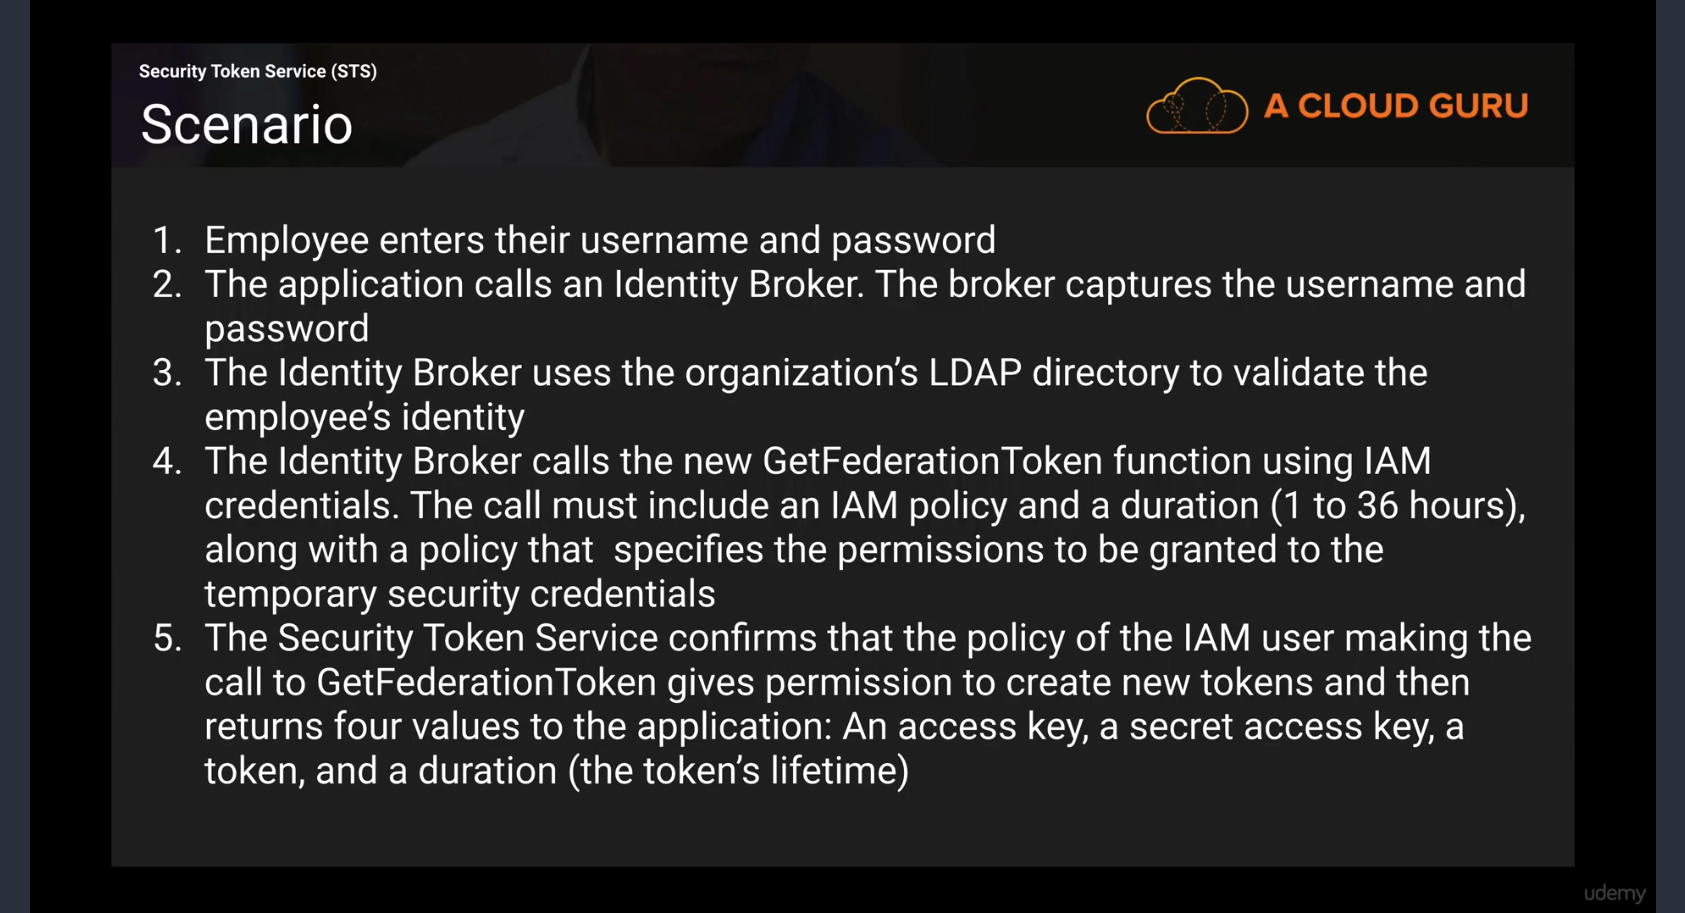 Security Token Service (STS)
Scenario
A CLOUD GURU
1. Employee enters their username and password
2. The application calls an Identity Broker. The broker captures the username and
password
3. The Identity Broker uses the organization’s LDAP directory to validate the
employee’s identity
4. The Identity Broker calls the new GetFederationToken function using IAM
credentials. The call must include an IAM policy and a duration (1 to 36 hours),
along with a policy that  specifies the permissions to be granted to the
temporary security credentials
5. The Security Token Service confirms that the policy of the IAM user making the
call to GetFederationToken gives permission to create new tokens and then
returns four values to the application: An access key, a secret access key, a
token, and a duration (the token’s lifetime)
udemy